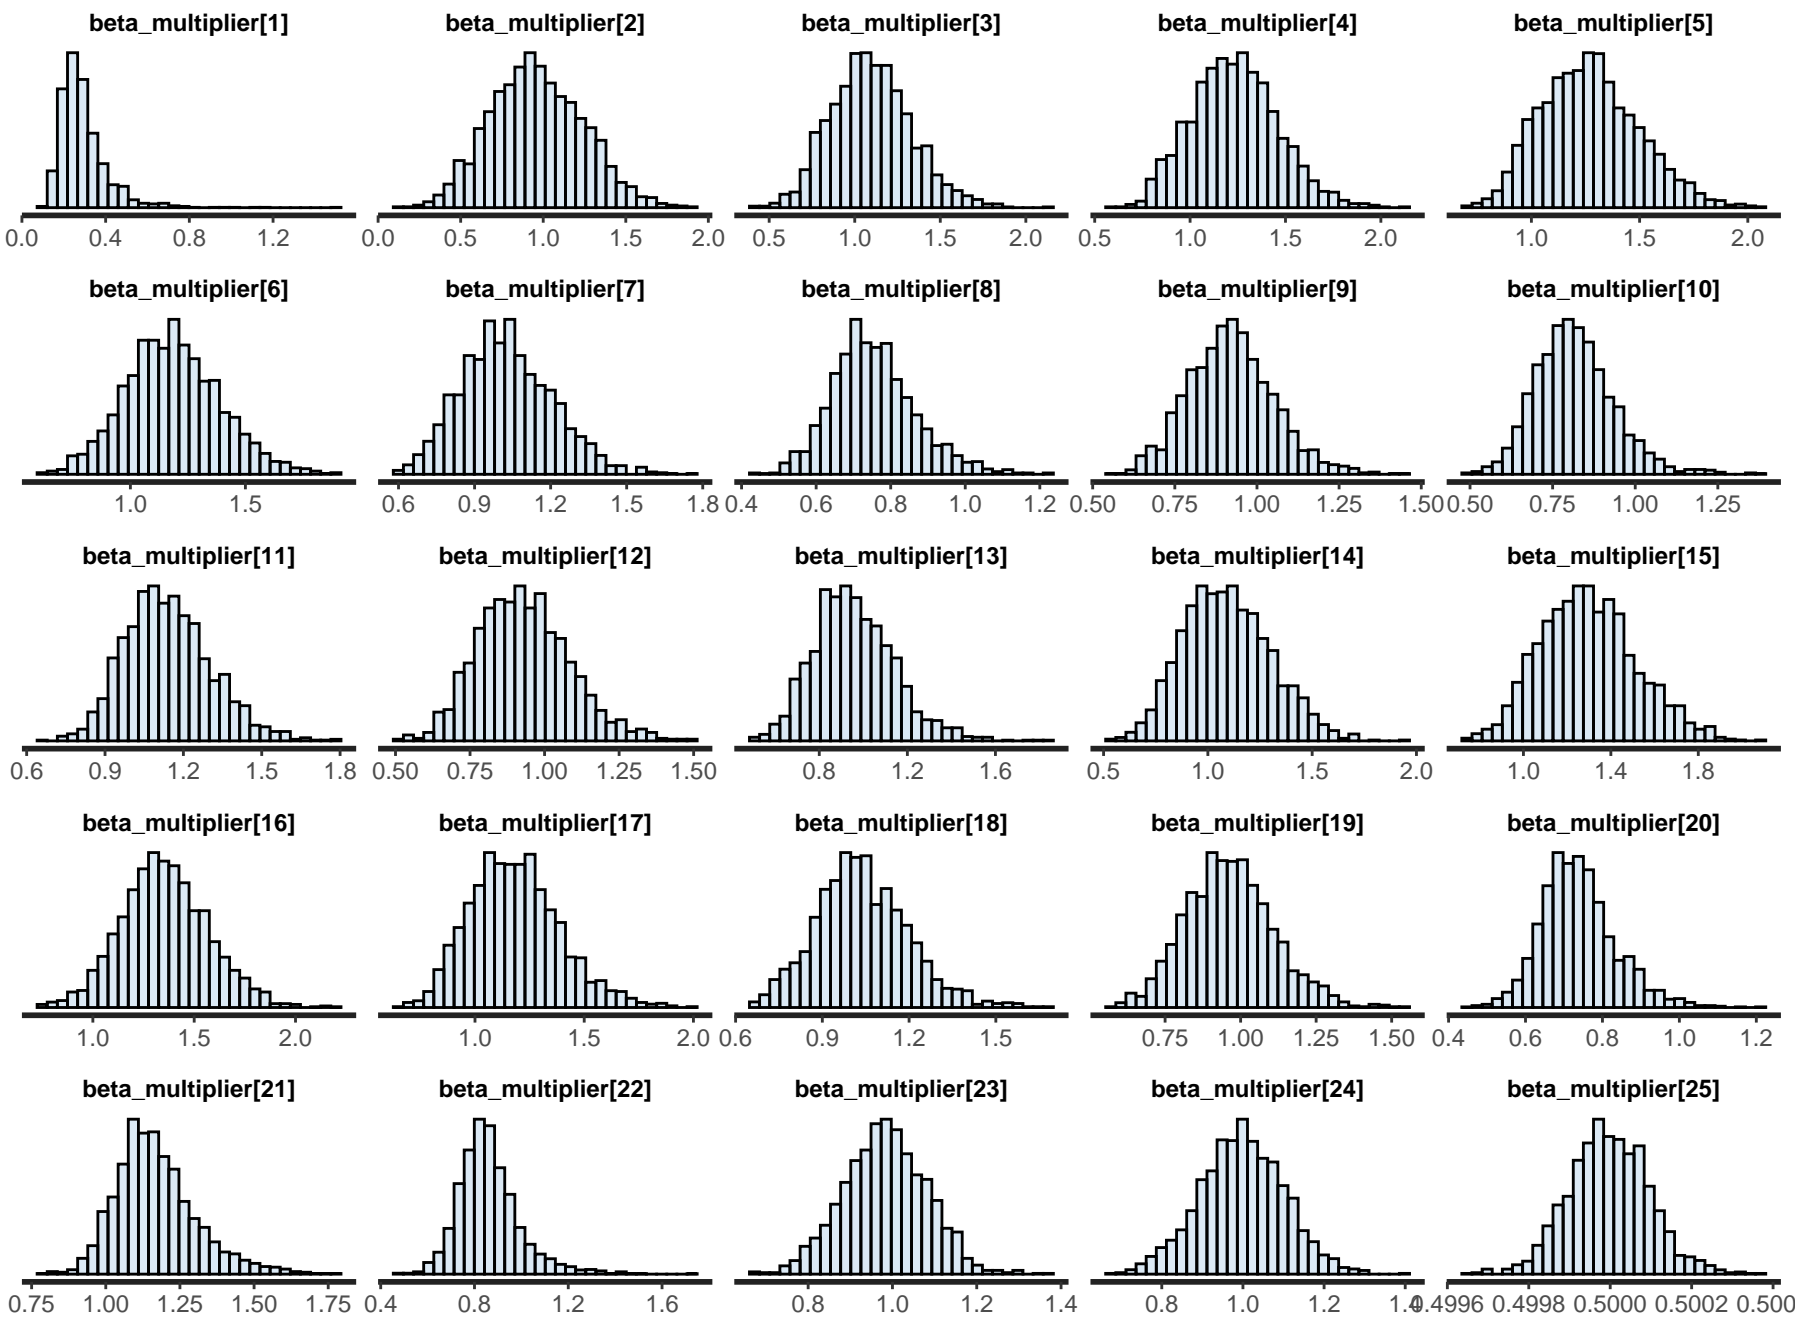 beta_multiplier[1] beta_multiplier[2] beta_multiplier[3] beta_multiplier[4] beta_multiplier[5]
0.0 0.4 0.8 1.2 0.0 0.5 1.0 1.5 2.0 0.5 1.0 1.5 2.0 0.5 1.0 1.5 2.0 1.0 1.5 2.0
beta_multiplier[6] beta_multiplier[7] beta_multiplier[8] beta_multiplier[9] beta_multiplier[10]
1.0 1.5 0.6 0.9 1.2 1.5 1.8 0.4 0.6 0.8 1.0 1.2 0.50 0.75 1.00 1.25 1.50 0.50 0.75 1.00 1.25
beta_multiplier[11] beta_multiplier[12] beta_multiplier[13] beta_multiplier[14] beta_multiplier[15]
0.6 0.9 1.2 1.5 1.8 0.50 0.75 1.00 1.25 1.50 0.8 1.2 1.6 0.5 1.0 1.5 2.0 1.0 1.4 1.8
beta_multiplier[16] beta_multiplier[17] beta_multiplier[18] beta_multiplier[19] beta_multiplier[20]
1.0 1.5 2.0 1.0 1.5 2.0 0.6 0.9 1.2 1.5 0.75 1.00 1.25 1.50 0.4 0.6 0.8 1.0 1.2
beta_multiplier[21] beta_multiplier[22] beta_multiplier[23] beta_multiplier[24] beta_multiplier[25]
0.75 1.00 1.25 1.50 1.75 0.4 0.8 1.2 1.6 0.8 1.0 1.2 1.4 0.8 1.0 1.2 1.4 0.4996 0.4998 0.5000 0.5002 0.500